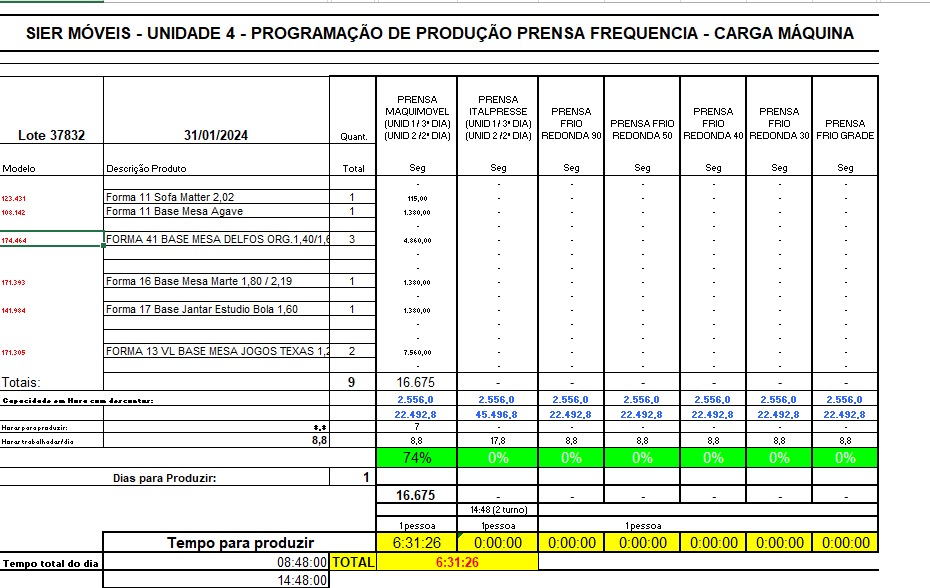 SIER MÓVEIS - UNIDADE 4 - PROGRAMAÇÃO DE PRODUÇÃO PRENSA FREQUENCIA - CARGA MÁQUINA
Lote 37832 31/01/2024 Quant. PRENSA MAQUIMOVEL (UNID 1 / 3ª DIA) (UNID 2 /2ª DIA) PRENSA ITALPRESSE (UNID 1 / 3ª DIA) (UNID 2 /2ª DIA) PRENSA FRIO REDONDA 90 PRENSA FRIO REDONDA 50 PRENSA FRIO REDONDA 40 PRENSA FRIO REDONDA 30 PRENSA FRIO GRADE
Modelo Descrição Produto Total Seg Seg Seg Seg Seg Seg Seg
- - - - - - -
123.431 Forma 11 Sofa Matter 2,02 1 115,00 - - - - - -
108.142 Forma 11 Base Mesa Agave 1 1.380,00 - - - - - -
- - - - - - -
174.464 FORMA 41 BASE MESA DELFOS ORG.1,40/1,6 3 4.860,00 - - - - - -
- - - - - - -
- - - - - - -
171.393 Forma 16 Base Mesa Marte 1,80 / 2,19 1 1.380,00 - - - - - -
- - - - - - -
141.984 Forma 17 Base Jantar Estudio Bola 1,60 1 1.380,00 - - - - - -
- - - - - - -
- - - - - - -
171.305 FORMA 13 VL BASE MESA JOGOS TEXAS 1,2 2 7.560,00 - - - - - -
- - - - - - -
Totais: 9 16.675 - - - - - -
Capacidade em Hora com descontar: 2.556,0 2.556,0 2.556,0 2.556,0 2.556,0 2.556,0 2.556,0
22.492,8 45.496,8 22.492,8 22.492,8 22.492,8 22.492,8 22.492,8
Horas para produzir: 8,8 7 - - - - - -
Horas trabalhadas/dia 8,8 8,8 17,8 8,8 8,8 8,8 8,8 8,8
74% 0% 0% 0% 0% 0% 0%
Dias para Produzir: 1
16.675 - - - - - -
14:48 (2 turno)
1 pessoa 1pessoa 1 pessoa
Tempo para produzir 6:31:26 0:00:00 0:00:00 0:00:00 0:00:00 0:00:00 0:00:00
Tempo total do dia 08:48:00 TOTAL 6:31:26
14:48:00